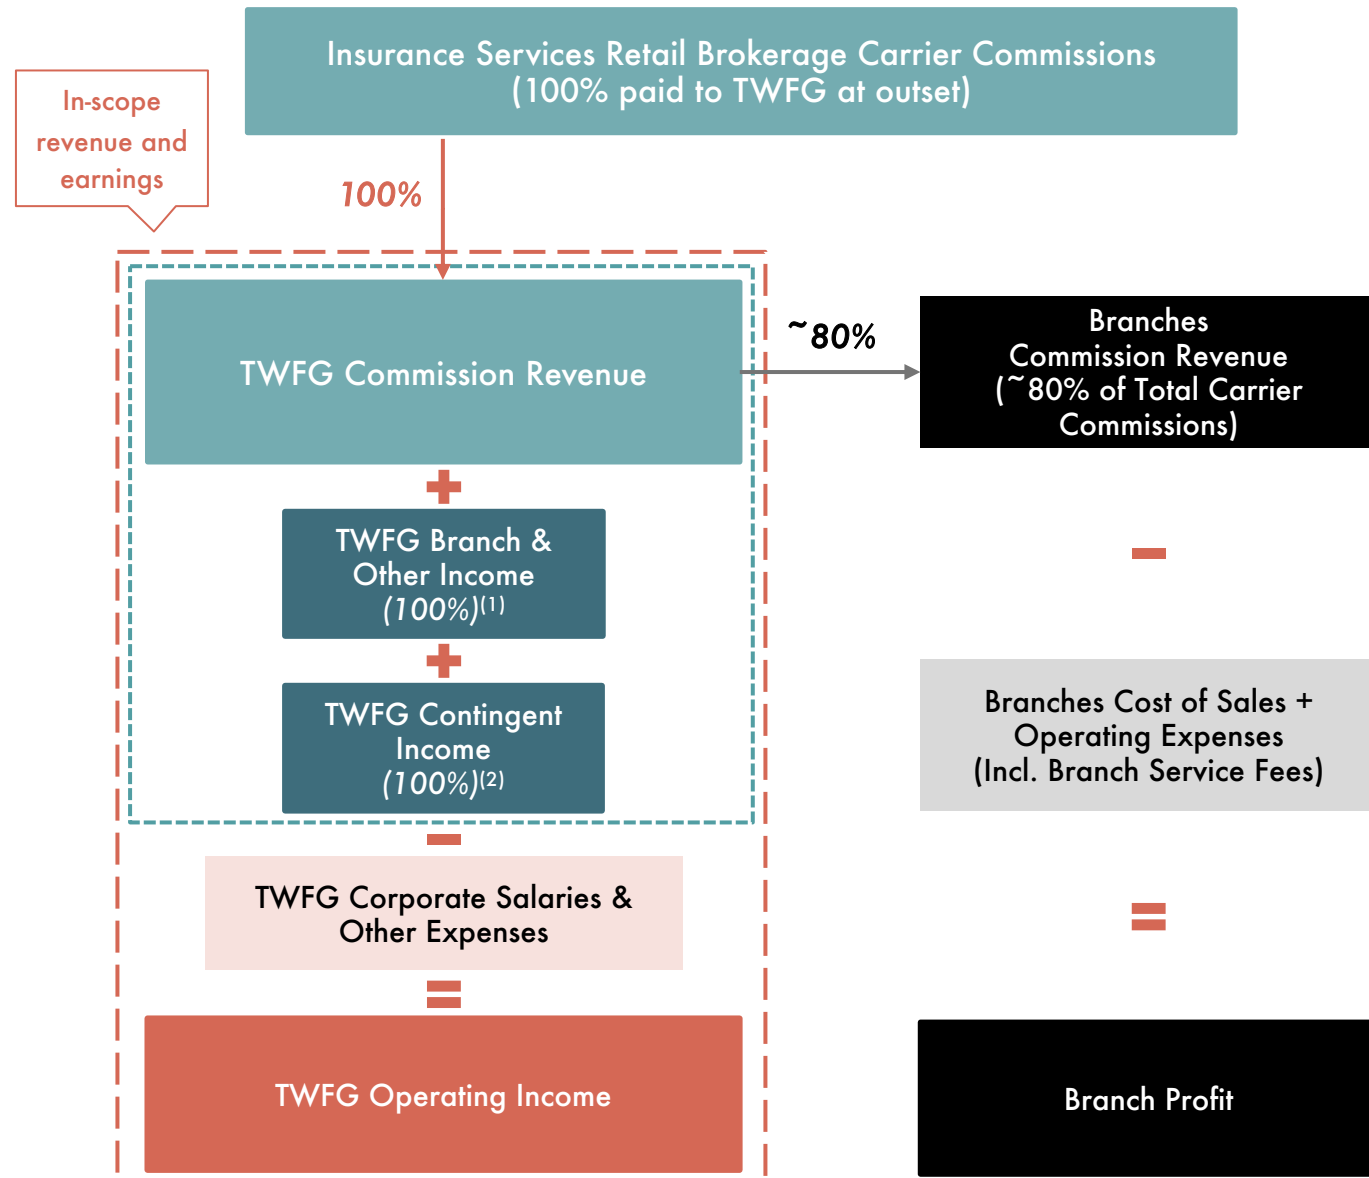 Insurance Services Retail Brokerage Carrier Commissions
(100% paid to TWFG at outset)
In-scope
revenue and
earnings
100%
TWFG Commission Revenue
~80%
Branches
Commission Revenue
(~80% of Total Carrier
Commissions)
+
TWFG Branch &
Other Income
(100%)(1)
+
TWFG Contingent
Income
(100%)(2)
−
TWFG Corporate Salaries &
Other Expenses
=
TWFG Operating Income
−
Branches Cost of Sales +
Operating Expenses
(Incl. Branch Service Fees)
=
Branch Profit